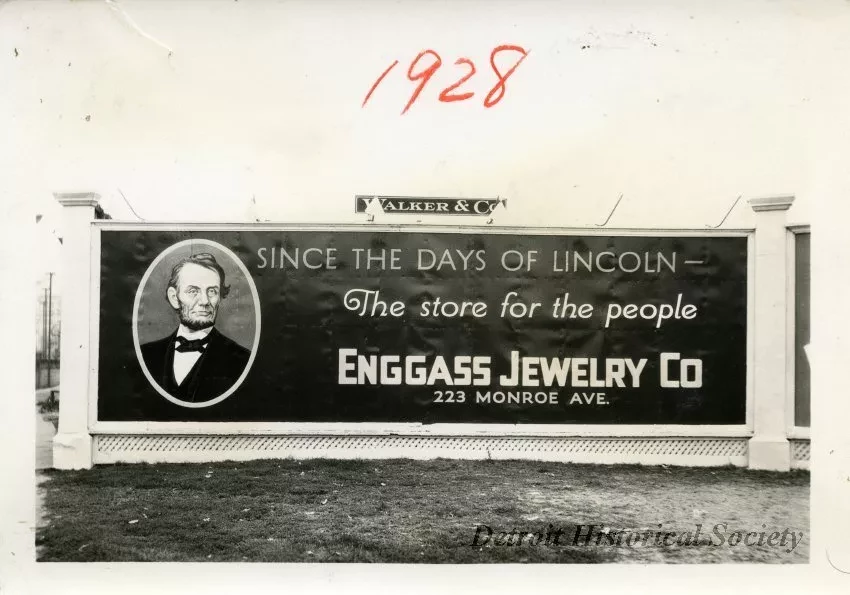 1928
WALKER & CO
SINCE THE DAYS OF LINCOLN—
The store for the people
ENGGASS JEWELRY CO
223 MONROE AVE.
Detroit Historical Society